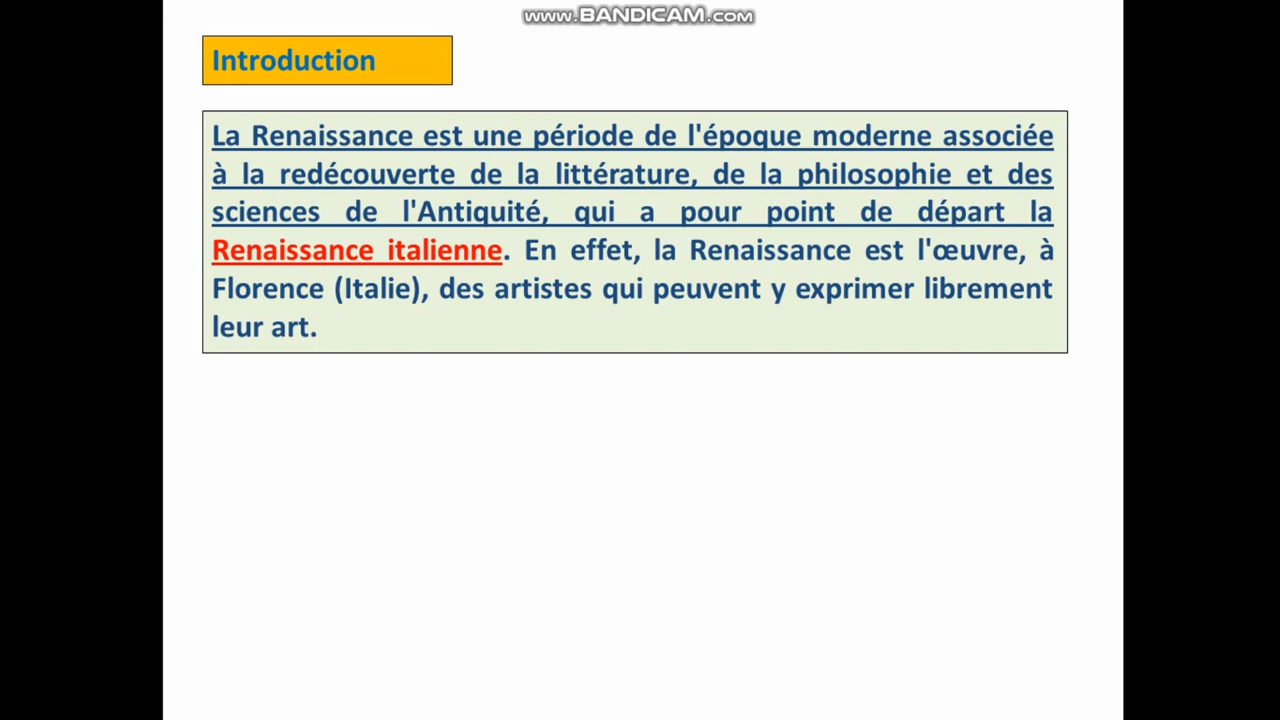 www.BANDICAM.com
Introduction
La Renaissance est une période de l'époque moderne associée
à la redécouverte de la littérature, de la philosophie et des
sciences de l'Antiquité, qui a pour point de départ la
Renaissance italienne. En effet, la Renaissance est l'œuvre, à
Florence (Italie), des artistes qui peuvent y exprimer librement
leur art.